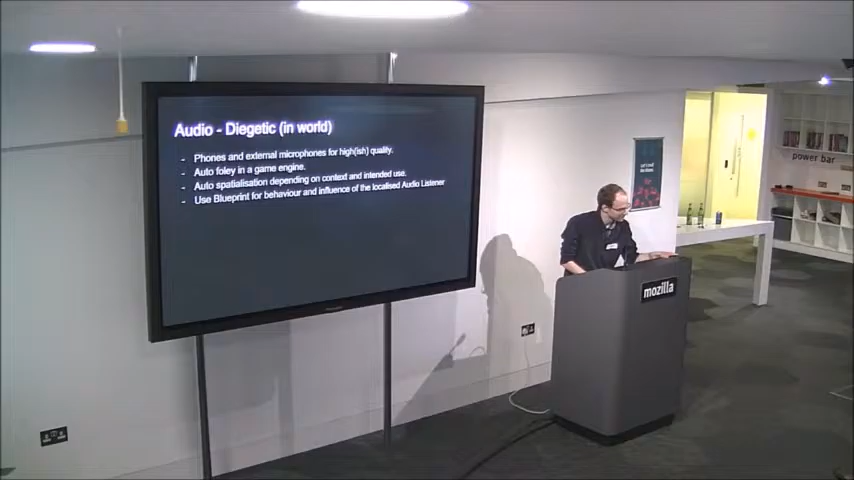 Audio - Diegetic (in world)
- Phones and external microphones for high(ish) quality.
- Auto foley in a game engine.
- Auto spatialisation depending on context and intended use.
- Use Blueprint for behaviour and influence of the localised Audio Listener
mozilla
power bar